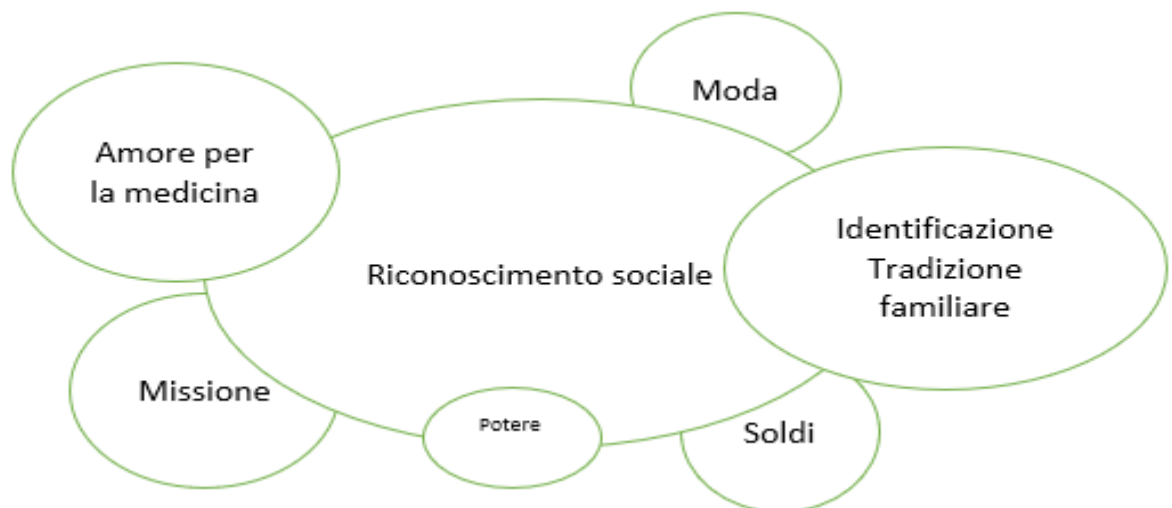 Moda
Amore per
la medicina
Identificazione
Tradizione
familiare
Riconoscimento sociale
Missione
Potere
Soldi